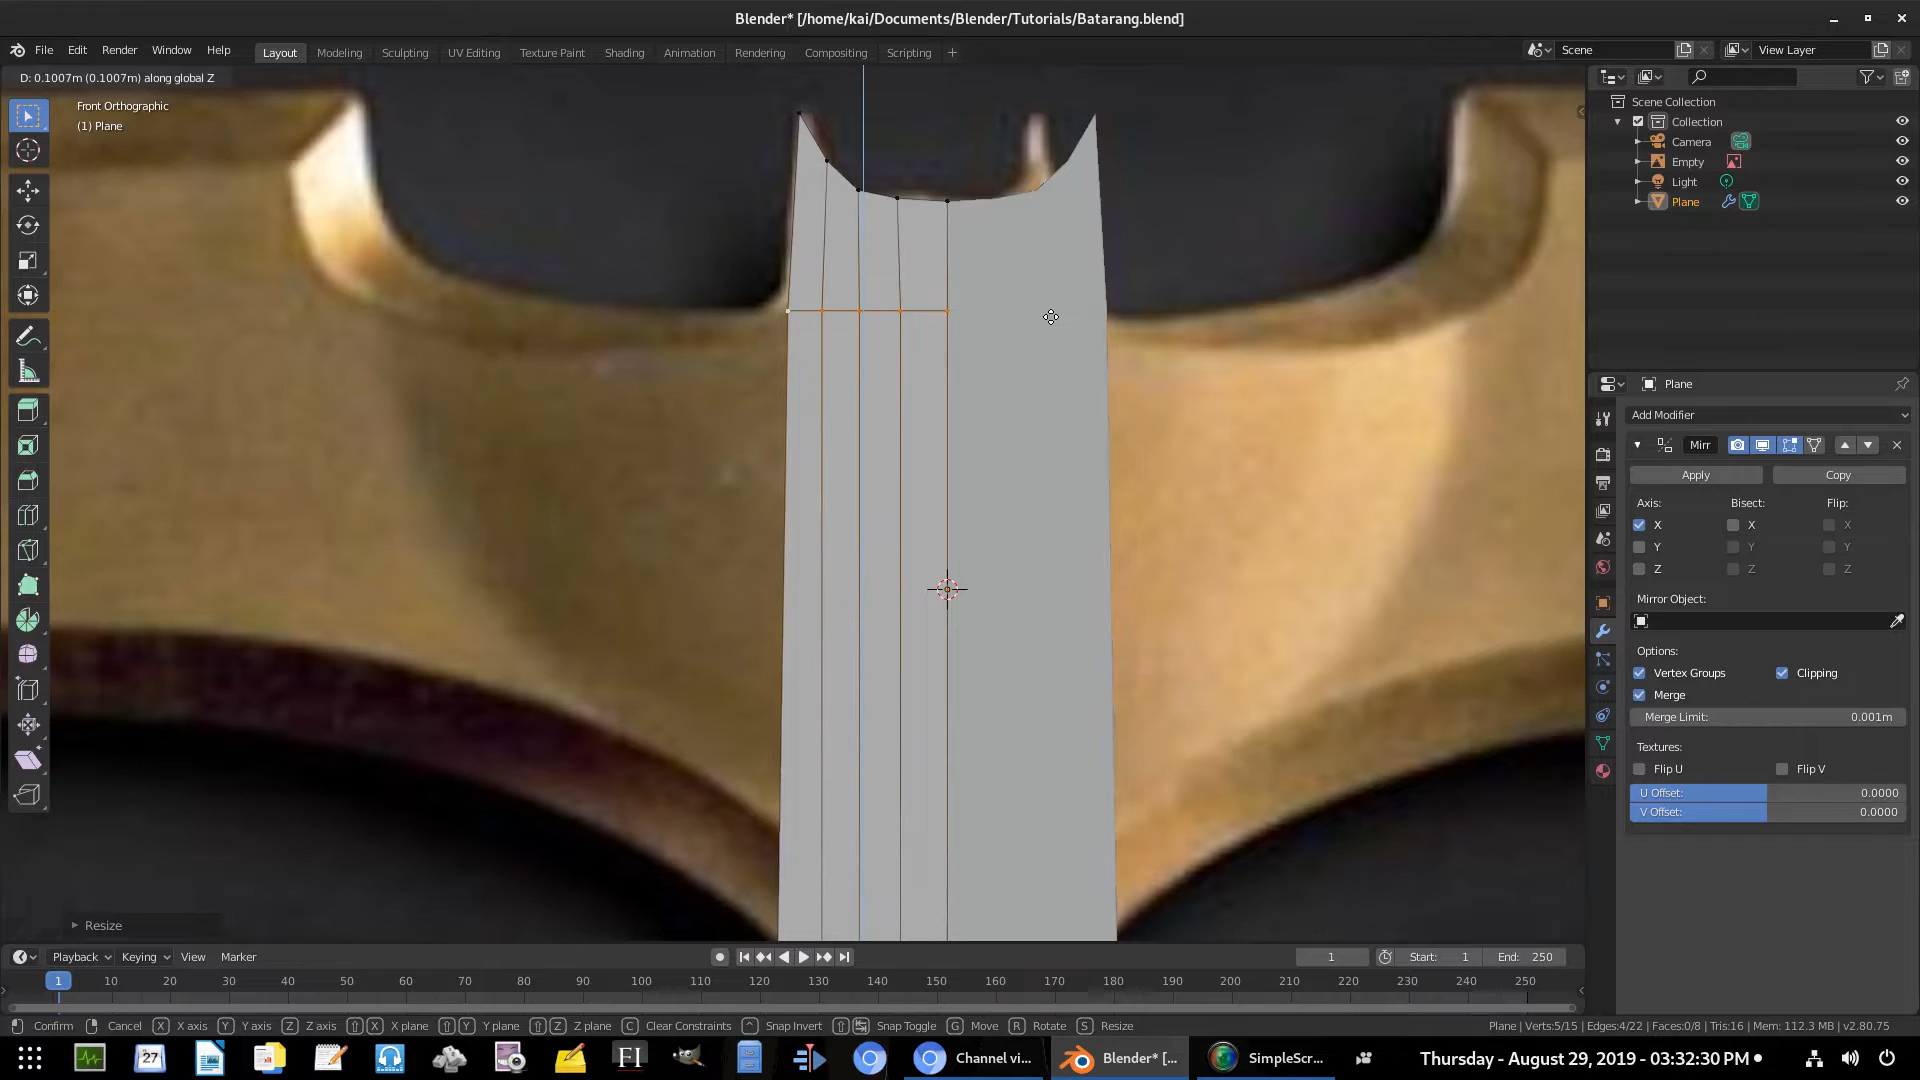 Blender* [/home/kai/Documents/Blender/Tutorials/Batarang.blend]
File Edit Render Window Help
Layout Modeling Sculpting UV Editing Texture Paint Shading Animation Rendering Compositing Scripting +
Scene View Layer
D: 0.1007m (0.1007m) along global Z
Front Orthographic
(1) Plane
Scene Collection
Collection
Camera
Empty
Light
Plane
Plane
Add Modifier
Mirr
Apply Copy
Axis: Bisect: Flip:
X X X
Y Y Y
Z Z Z
Mirror Object:
Options:
Vertex Groups Clipping
Merge
Merge Limit: 0.001m
Textures:
Flip U Flip V
U Offset: 0.0000
V Offset: 0.0000
Resize
Playback Keying View Marker 1 Start: 1 End: 250
1 10 20 30 40 50 60 70 80 90 100 110 120 130 140 150 160 170 180 190 200 210 220 230 240 250
Confirm Cancel X X axis Y Y axis Z Z axis X X plane Y Y plane Z Z plane C Clear Constraints ^ Snap Invert Snap Toggle G Move R Rotate S Resize
Plane | Verts:5/15 | Edges:4/22 | Faces:0/8 | Tris:16 | Mem: 112.3 MB | v2.80.75
27 FI Channel vi... Blender* [... SimpleScr... Thursday - August 29, 2019 - 03:32:30 PM